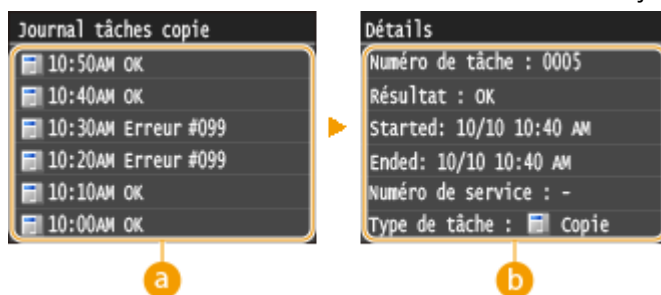 Journal tâches copie
10:50AM OK
10:40AM OK
10:30AM Erreur #099
10:20AM Erreur #099
10:10AM OK
10:00AM OK
a
Détails
Numéro de tâche : 0005
Résultat : OK
Started: 10/10 10:40 AM
Ended: 10/10 10:40 AM
Numéro de service : -
Type de tâche : Copie
b